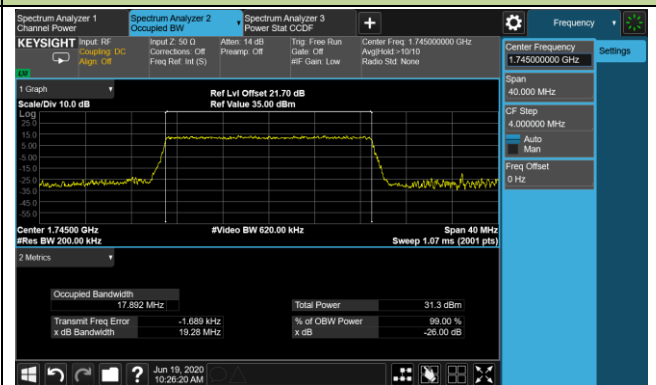 Spectrum Analyzer 1
Channel Power
Spectrum Analyzer 2
Occupied BW
Spectrum Analyzer 3
Power Stat CCDF
+
Frequency
KEYSIGHT
Input: RF
Coupling: DC
Align: Off
Input Z: 50 Ω
Corrections: Off
Freq Ref: Int (S)
Atten: 14 dB
Preamp: Off
Trig: Free Run
Gate: Off
#IF Gain: Low
Center Freq: 1.745000000 GHz
Avg|Hold:>10/10
Radio Std: None
Center Frequency
1.745000000 GHz
Settings
Span
40.000 MHz
CF Step
4.000000 MHz
Auto
Man
Freq Offset
0 Hz
1 Graph
Scale/Div 10.0 dB
Ref Lvl Offset 21.70 dB
Ref Value 35.00 dBm
Log
25.0
15.0
5.00
-5.00
-15.0
-25.0
-35.0
-45.0
-55.0
Center 1.74500 GHz
#Res BW 200.00 kHz
#Video BW 620.00 kHz
Span 40 MHz
Sweep 1.07 ms (2001 pts)
2 Metrics
Occupied Bandwidth
17.892 MHz
Total Power 31.3 dBm
Transmit Freq Error -1.689 kHz
% of OBW Power 99.00 %
x dB Bandwidth 19.28 MHz
x dB -26.00 dB
?
Jun 19, 2020
10:26:20 AM